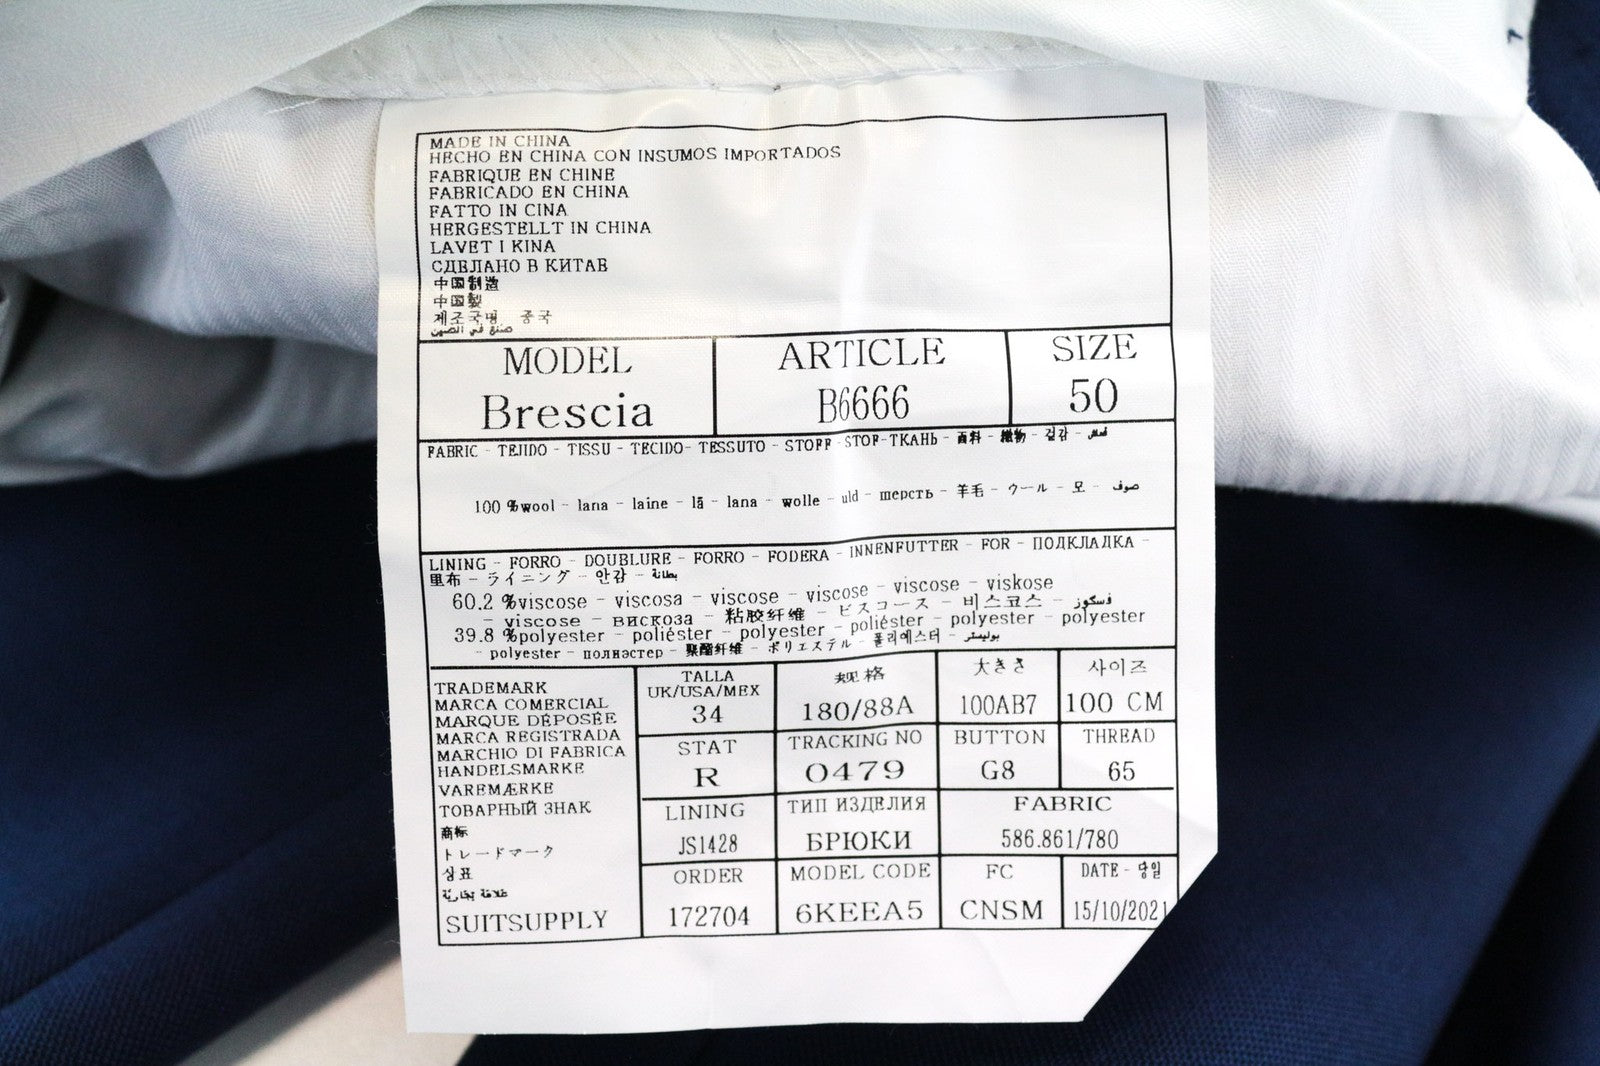 MADE IN CHINA
HECHO EN CHINA CON INSUMOS IMPORTADOS
FABRIQUE EN CHINE
FABRICADO EN CHINA
FATTO IN CINA
HERGESTELLT IN CHINA
LAVET I KINA
СДЕЛАНО В КИТАЕ
中国制造
中国製
제조국명 중국
صنع في الصين
MODEL ARTICLE SIZE
Brescia B6666 50
FABRIC - TEJIDO - TISSU - TECIDO- TESSUTO - STOFF -STOF-ТКАНЬ - 面料 - 織物 - 겉감 - قماش
100 %wool - lana - laine - lã - lana - wolle - uld - шерсть - 羊毛 - ウール - 모 - صوف
LINING - FORRO - DOUBLURE - FORRO - FODERA - INNENFUTTER - FOR - ПОДКЛАДКА -
里布 - ライニング - 안감 - بطانة
60.2 %viscose - viscosa - viscose - viscose - viscose - viskose
- viscose - вискоза - 粘胶纤维 - ビスコース - 비스코스 - فسكوز
39.8 %polyester - poliéster - polyester - poliéster - polyester - polyester
- polyester - полиэстер - 聚酯纤维 - ポリエステル - 폴리에스터 - بوليستر
TRADEMARK
MARCA COMERCIAL
MARQUE DÉPOSÉE
MARCA REGISTRADA
MARCHIO DI FABRICA
HANDELSMARKE
VAREMÆRKE
ТОВАРНЫЙ ЗНАК
商标
トレードマーク
상표
علامة تجارية
SUITSUPPLY
TALLA
UK/USA/MEX 规格 大きさ 사이즈
34 180/88A 100AB7 100 CM
STAT TRACKING NO BUTTON THREAD
R 0479 G8 65
LINING ТИП ИЗДЕЛИЯ FABRIC
JS1428 БРЮКИ 586.861/780
ORDER MODEL CODE FC DATE - 당일
172704 6KEEA5 CNSM 15/10/2021